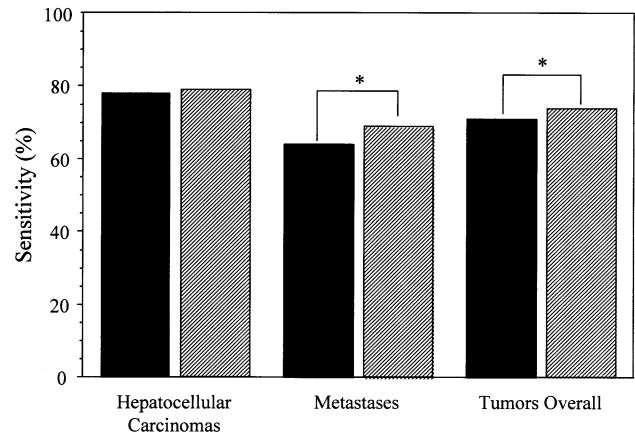 100
80
60
40
20
0
Sensitivity (%)
*
*
Hepatocellular
Carcinomas
Metastases
Tumors Overall